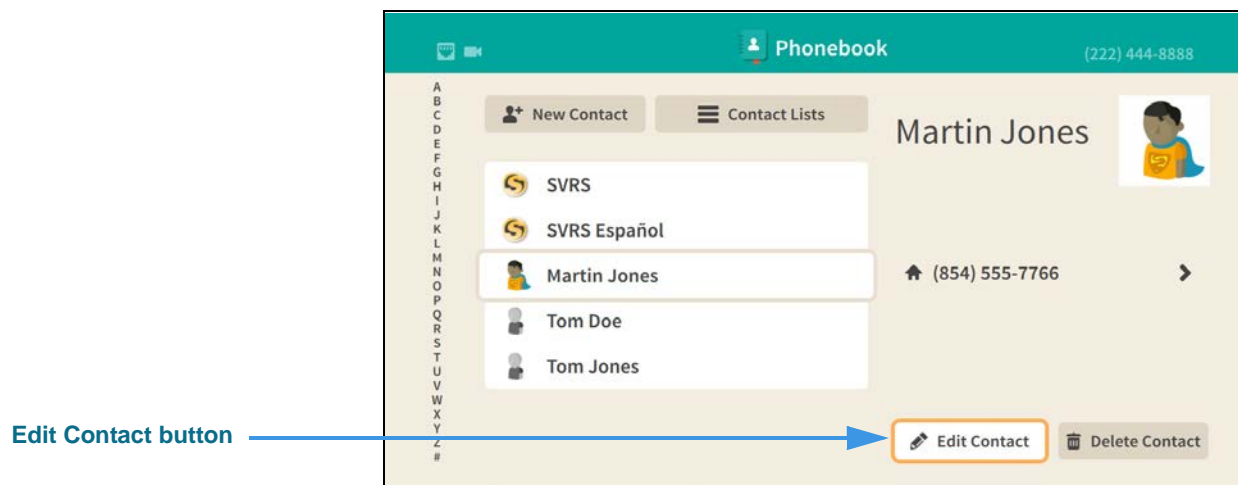 Phonebook
(222) 444-8888
A
B
C
D
E
F
G
H
I
J
K
L
M
N
O
P
Q
R
S
T
U
V
W
X
Y
Z
#
New Contact
Contact Lists
SVRS
SVRS Español
Martin Jones
Tom Doe
Tom Jones
Martin Jones
(854) 555-7766
Edit Contact
Delete Contact
Edit Contact button